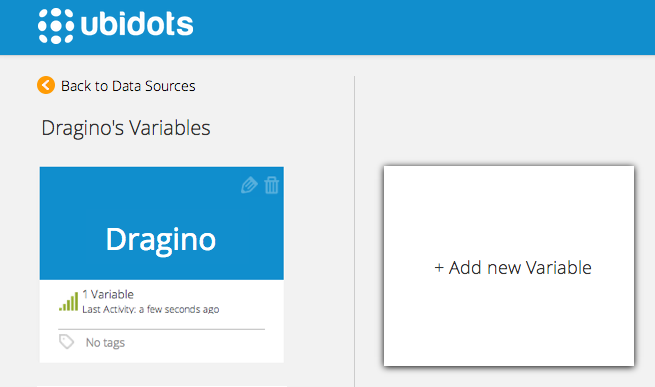 ubidots
Back to Data Sources
Dragino's Variables
Dragino
1 Variable
Last Activity: a few seconds ago
No tags
+ Add new Variable